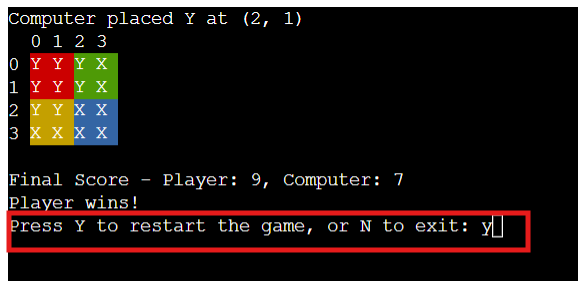 Computer placed Y at (2, 1)
0 1 2 3
0 Y Y Y X
1 Y Y Y X
2 Y Y X X
3 X X X X
Final Score - Player: 9, Computer: 7
Player wins!
Press Y to restart the game, or N to exit: y